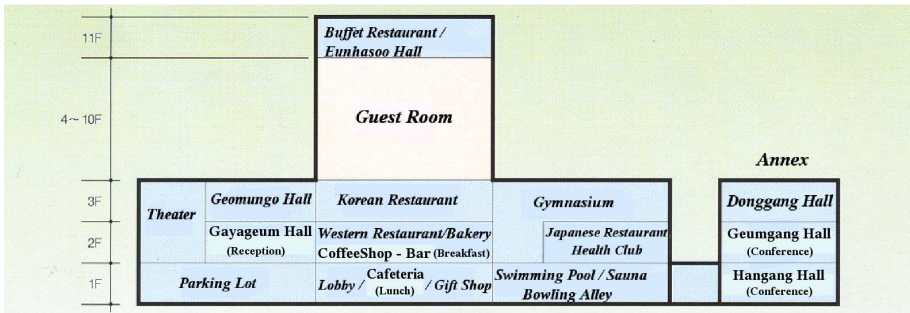 11F
Buffet Restaurant /
Eunhasoo Hall
4~10F
Guest Room
Annex
3F
Theater
Geomungo Hall
Korean Restaurant
Gymnasium
Donggang Hall
2F
Gayageum Hall
(Reception)
Western Restaurant/Bakery
CoffeeShop - Bar (Breakfast)
Japanese Restaurant
Health Club
Geumgang Hall
(Conference)
1F
Parking Lot
Lobby / Cafeteria / Gift Shop
(Lunch)
Swimming Pool / Sauna
Bowling Alley
Hangang Hall
(Conference)